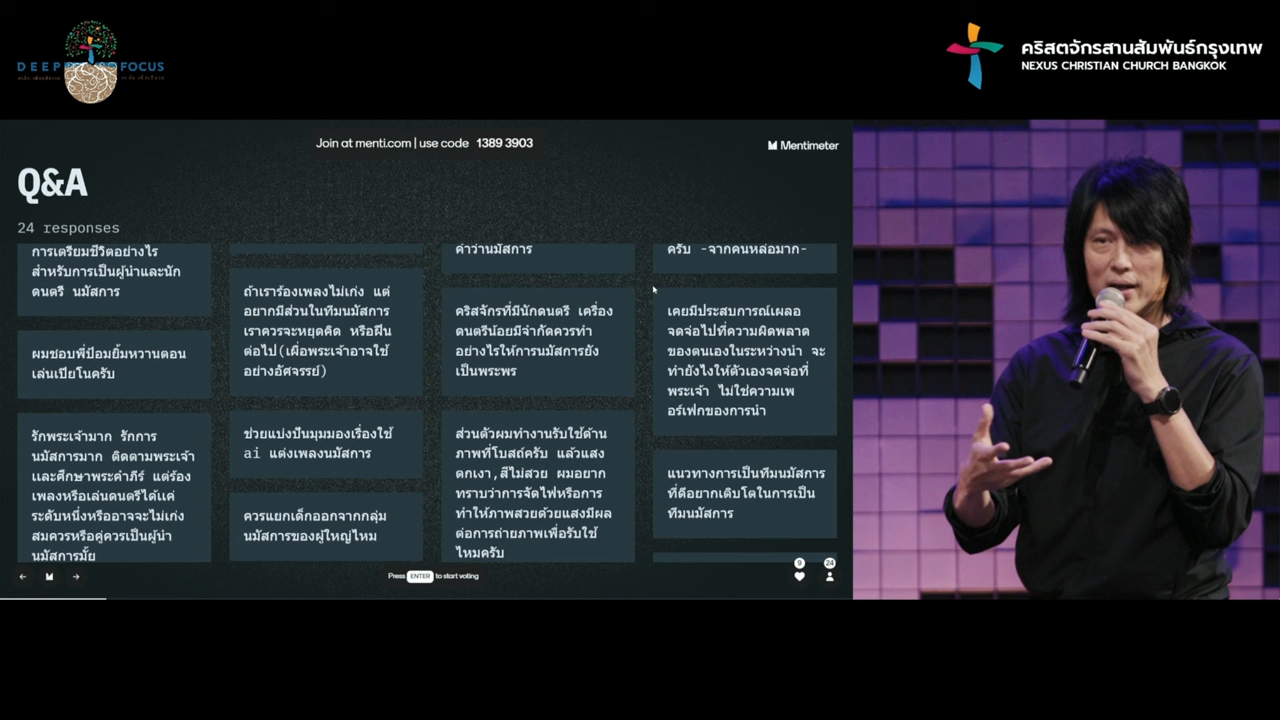 DEEP FOCUS
คริสตจักรสานสัมพันธ์กรุงเทพ
NEXUS CHRISTIAN CHURCH BANGKOK
Join at menti.com | use code 1389 3903
Mentimeter
Q&A
24 responses
การเตรียมชีวิตอย่างไร
สำหรับการเป็นผู้นำและนัก
ดนตรี นมัสการ
ผมชอบพี่ป้อมยิ้มหวานตอน
เล่นเปียโนครับ
รักพระเจ้ามาก รักการ
นมัสการมาก ติดตามพระเจ้า
และศึกษาพระคำภีร์ แต่ร้อง
เพลงหรือเล่นดนตรีได้แค่
ระดับหนึ่งหรืออาจจะไม่เก่ง
สมควรหรือคู่ควรเป็นผู้นำ
นมัสการมั้ย
ถ้าเราร้องเพลงไม่เก่ง แต่
อยากมีส่วนในทีมนมัสการ
เราควรจะหยุดคิด หรือฝืน
ต่อไป(เผื่อพระเจ้าอาจใช้
อย่างอัศจรรย์)
ช่วยแบ่งปันมุมมองเรื่องใช้
ai แต่งเพลงนมัสการ
ควรแยกเด็กออกจากกลุ่ม
นมัสการของผู้ใหญ่ไหม
คำว่านมัสการ
คริสจักรที่มีนักดนตรี เครื่อง
ดนตรีน้อยมีจำกัดควรทำ
อย่างไรให้การนมัสการยัง
เป็นพระพร
ส่วนตัวผมทำงานรับใช้ด้าน
ภาพที่โบสถ์ครับ แล้วแสง
ตกเงา,สีไม่สวย ผมอยาก
ทราบว่าการจัดไฟหรือการ
ทำให้ภาพสวยด้วยแสงมีผล
ต่อการถ่ายภาพเพื่อรับใช้
ไหมครับ
ครับ -จากคนหล่อมาก-
เคยมีประสบการณ์เผลอ
จดจ่อไปที่ความผิดพลาด
ของตนเองในระหว่างนำ จะ
ทำยังไงให้ตัวเองจดจ่อที่
พระเจ้า ไม่ใช่ความเพ
อร์เฟกของการนำ
แนวทางการเป็นทีมนมัสการ
ที่ดีอยากเติบโตในการเป็น
ทีมนมัสการ
Press ENTER to start voting
9
24